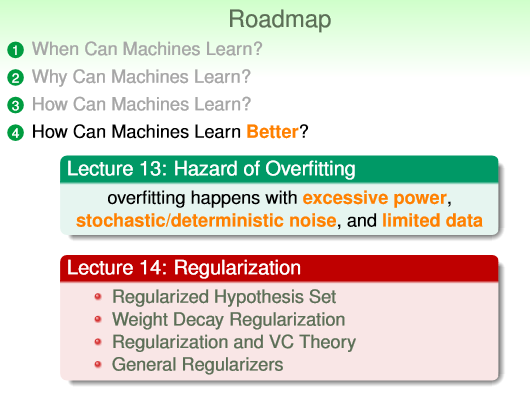 Roadmap
1 When Can Machines Learn?
2 Why Can Machines Learn?
3 How Can Machines Learn?
4 How Can Machines Learn Better?
Lecture 13: Hazard of Overfitting
overfitting happens with excessive power,
stochastic/deterministic noise, and limited data
Lecture 14: Regularization
• Regularized Hypothesis Set
• Weight Decay Regularization
• Regularization and VC Theory
• General Regularizers